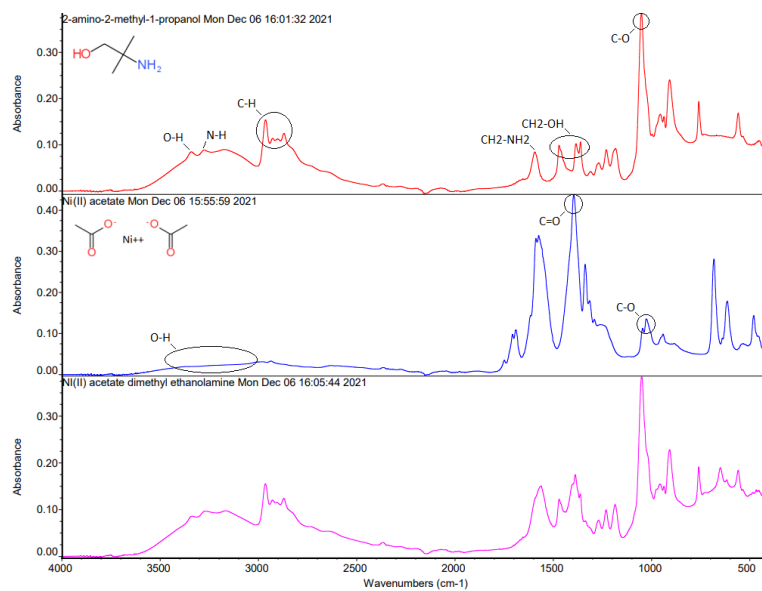 2-amino-2-methyl-1-propanol Mon Dec 06 16:01:32 2021
C-O
0.30
HO
NH2
C-H
0.20
O-H
N-H
CH2-OH
CH2-NH2
0.10
0.00
Absorbance
Ni(II) acetate Mon Dec 06 15:55:59 2021
0.40
O-
-O
Ni++
O
O
C=O
0.30
0.20
C-O
O-H
0.10
0.00
Absorbance
NI(II) acetate dimethyl ethanolamine Mon Dec 06 16:05:44 2021
0.30
0.20
0.10
0.00
Absorbance
4000
3500
3000
2500
2000
1500
1000
500
Wavenumbers (cm-1)